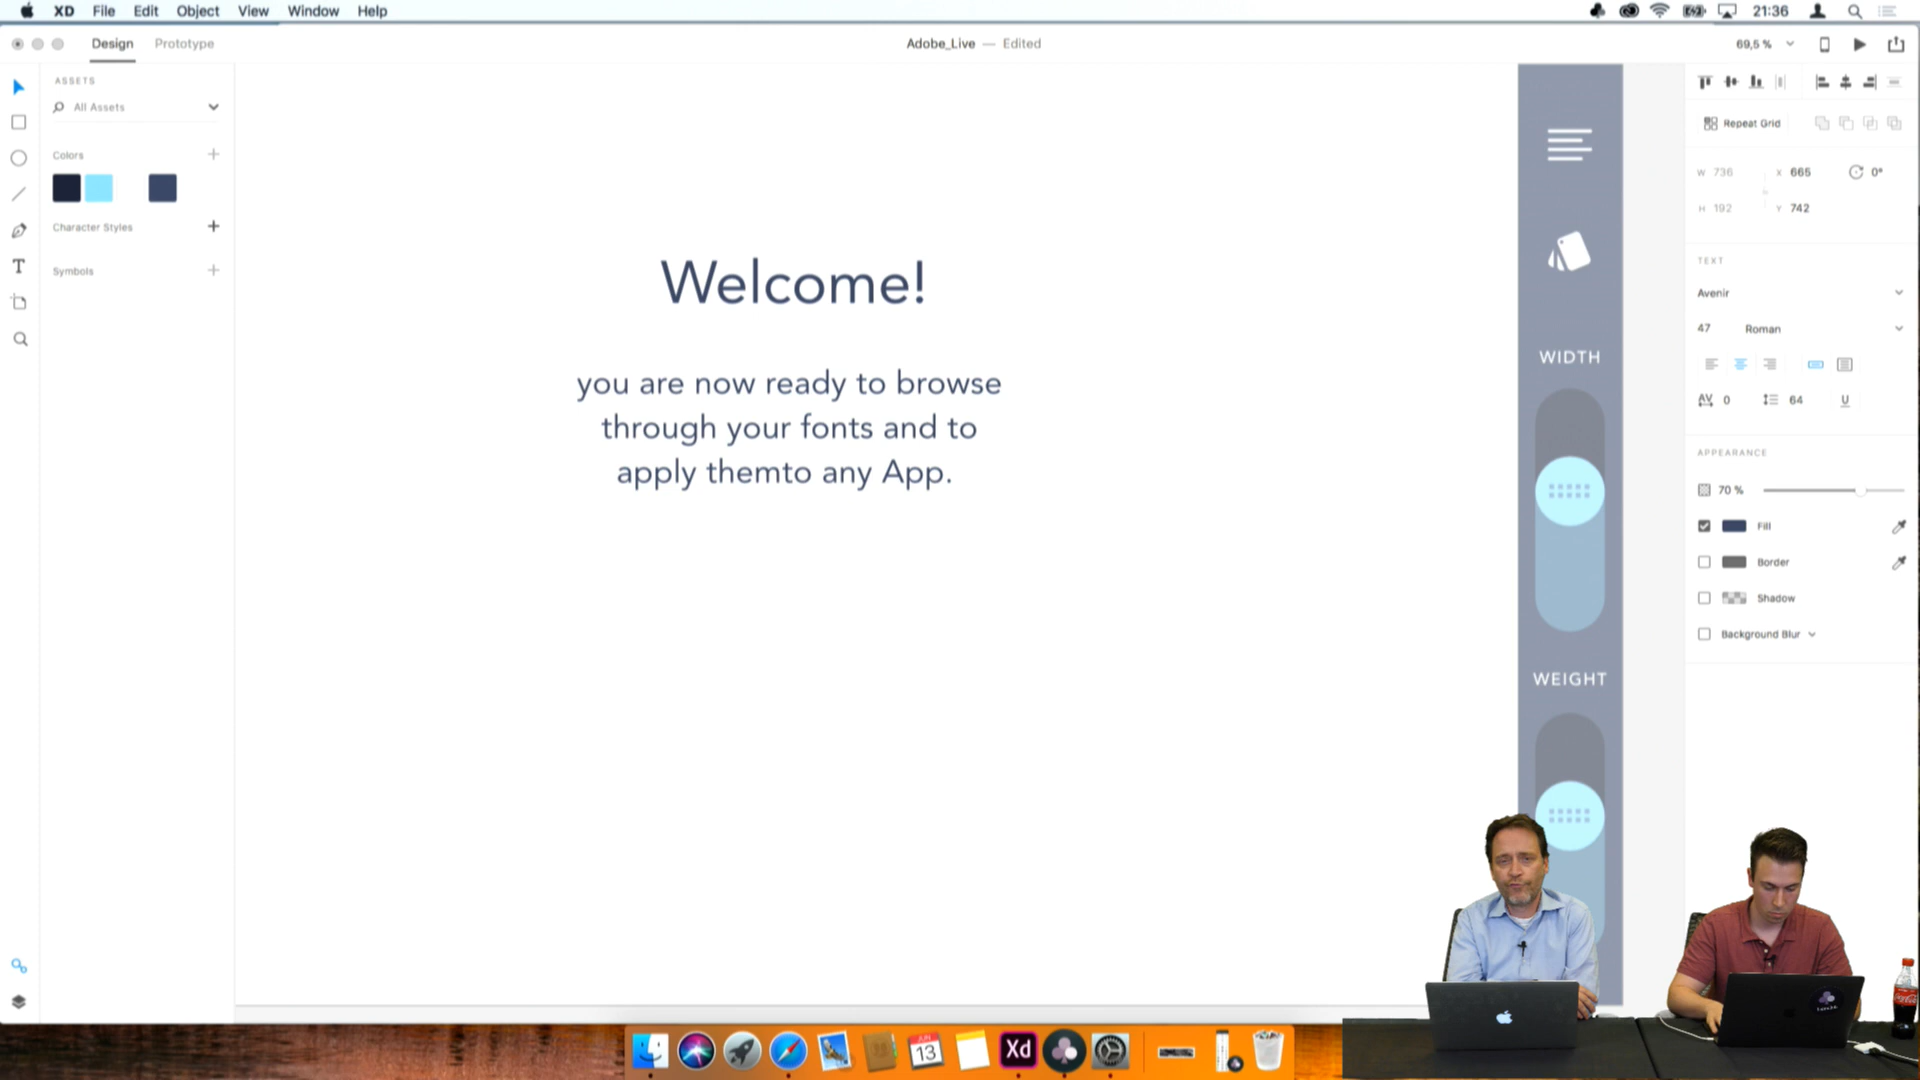 XD File Edit Object View Window Help
21:36
Design Prototype
Adobe_Live — Edited
69,5 %
ASSETS
All Assets
Colors
Character Styles
Symbols
Welcome!
you are now ready to browse
through your fonts and to
apply themto any App.
WIDTH
WEIGHT
Repeat Grid
W 736 X 665 0°
H 192 Y 742
TEXT
Avenir
47 Roman
AV 0 64 U
APPEARANCE
70 %
Fill
Border
Shadow
Background Blur
13
Xd